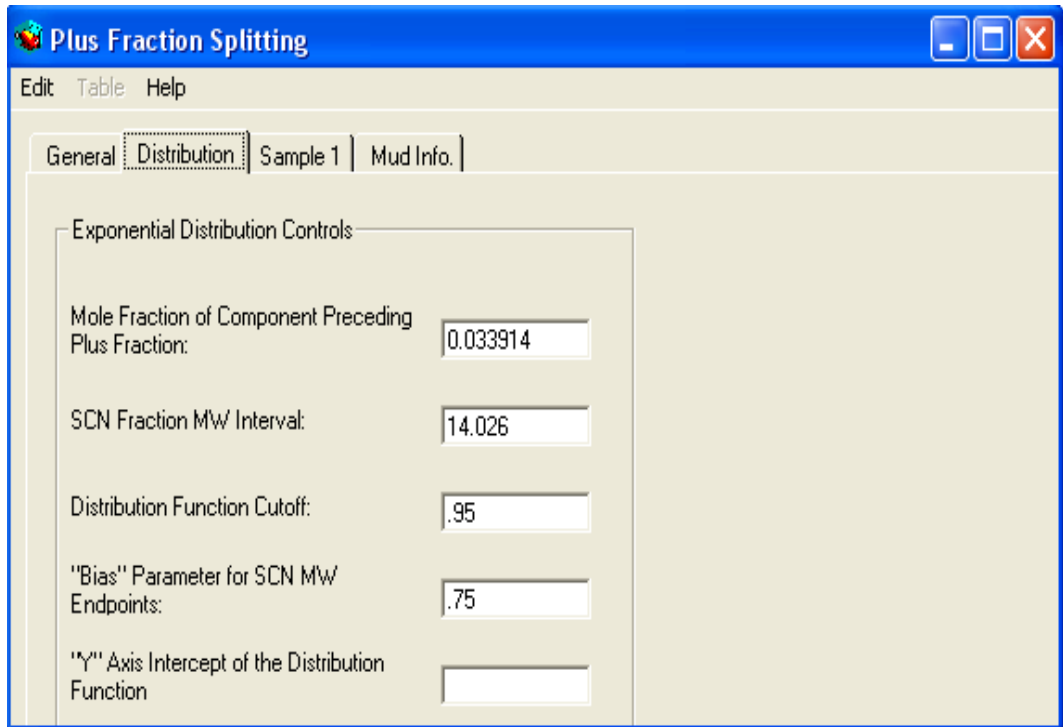 Plus Fraction Splitting
Edit Table Help
General Distribution Sample 1 Mud Info.
Exponential Distribution Controls
Mole Fraction of Component Preceding
Plus Fraction:
0.033914
SCN Fraction MW Interval:
14.026
Distribution Function Cutoff:
.95
"Bias" Parameter for SCN MW
Endpoints:
.75
"Y" Axis Intercept of the Distribution
Function